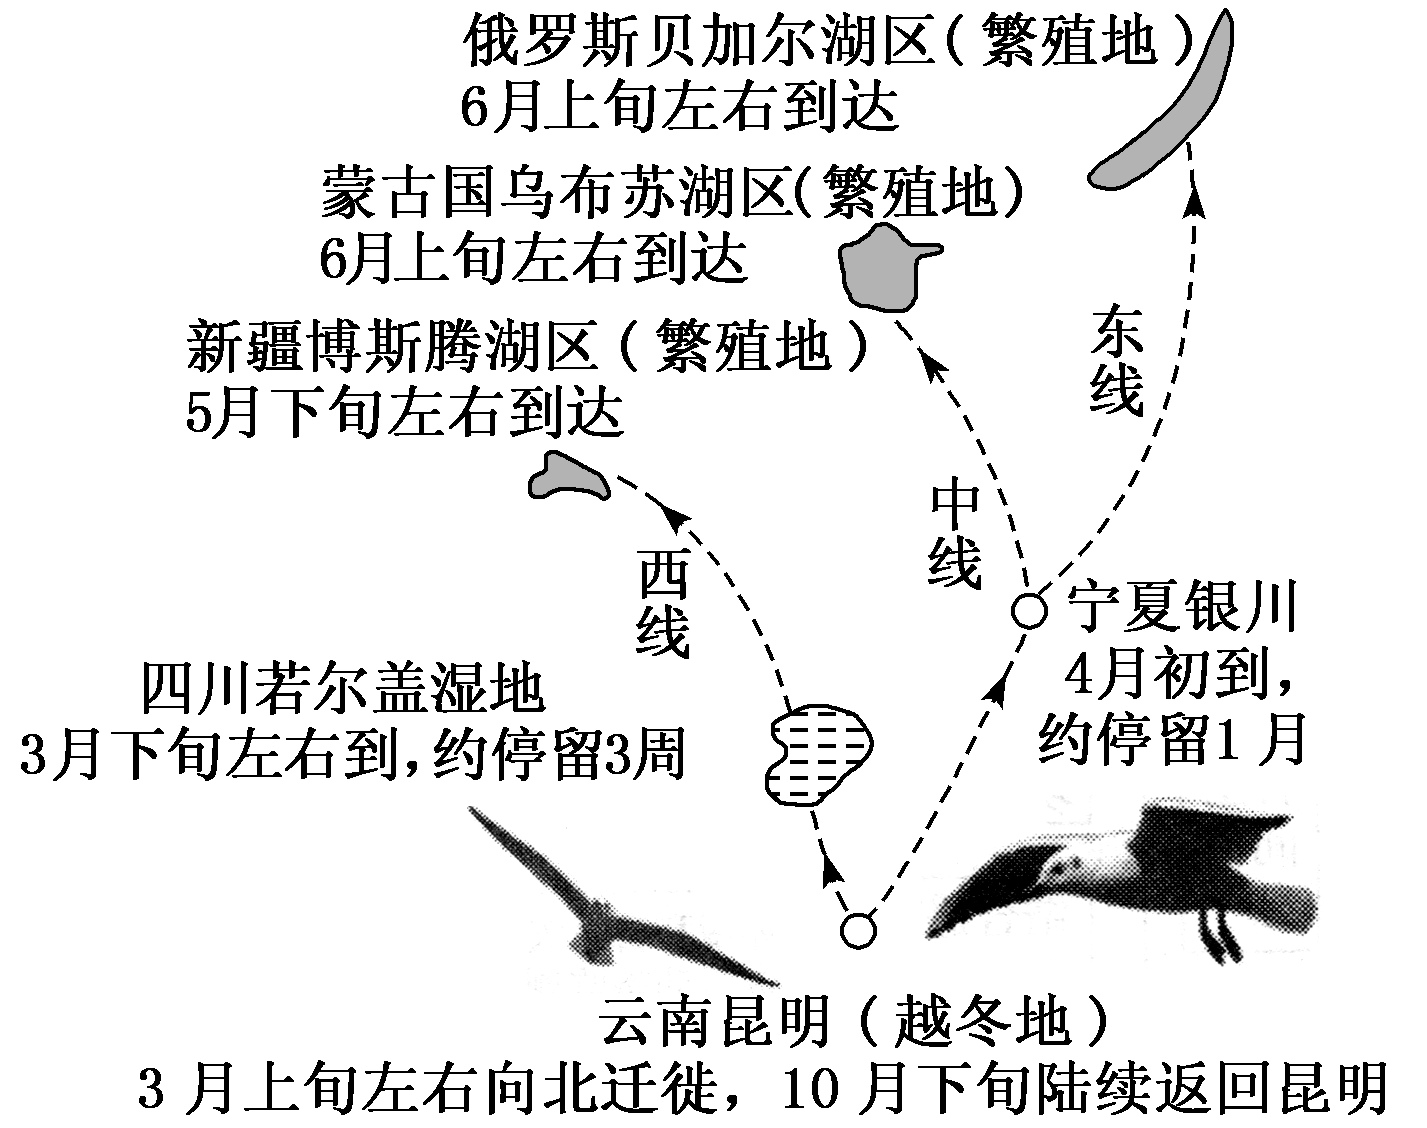 俄罗斯贝加尔湖区(繁殖地)
6月上旬左右到达
蒙古国乌布苏湖区(繁殖地)
6月上旬左右到达
新疆博斯腾湖区(繁殖地)
5月下旬左右到达
东线
中线
西线
宁夏银川
4月初到,
约停留1月
四川若尔盖湿地
3月下旬左右到,约停留3周
云南昆明(越冬地)
3月上旬左右向北迁徙,10月下旬陆续返回昆明